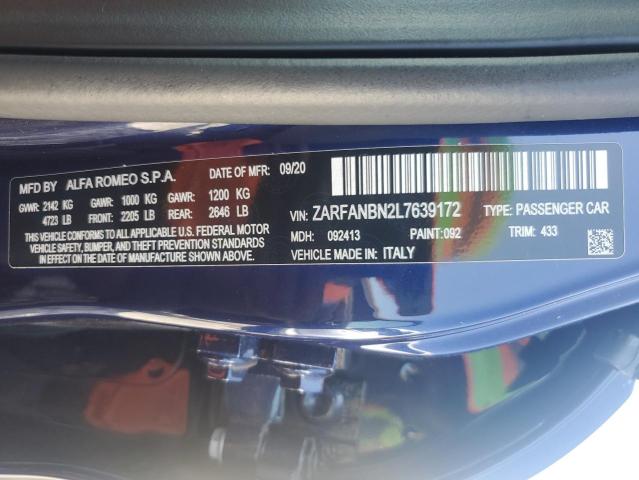 MFD BY ALFA ROMEO S.P.A. DATE OF MFR: 09/20
GVWR: 2142 KG GAWR: 1000 KG GAWR: 1200 KG
4723 LB FRONT: 2205 LB REAR: 2646 LB
THIS VEHICLE CONFORMS TO ALL APPLICABLE U.S. FEDERAL MOTOR
VEHICLE SAFETY, BUMPER, AND THEFT PREVENTION STANDARDS
IN EFFECT ON THE DATE OF MANUFACTURE SHOWN ABOVE.
VIN: ZARFANBN2L7639172 TYPE: PASSENGER CAR
MDH: 092413 PAINT: 092 TRIM: 433
VEHICLE MADE IN: ITALY